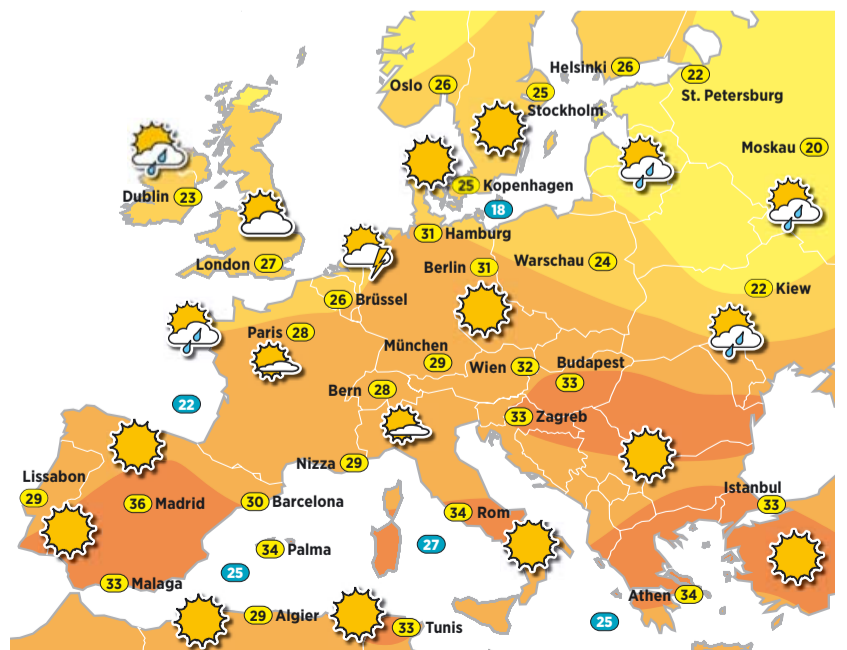 Helsinki 26
22
St. Petersburg
Oslo 26
25
Stockholm
Moskau 20
25 Kopenhagen
18
Dublin 23
31 Hamburg
London 27
Berlin 31
Warschau 24
22 Kiew
26 Brüssel
Paris 28
München
29
Wien 32
Budapest
33
Bern 28
22
33 Zagreb
Nizza 29
Lissabon
29
36 Madrid
30 Barcelona
34 Rom
Istanbul
33
27
34 Palma
25
33 Malaga
Athen 34
29 Algier
33 Tunis
25